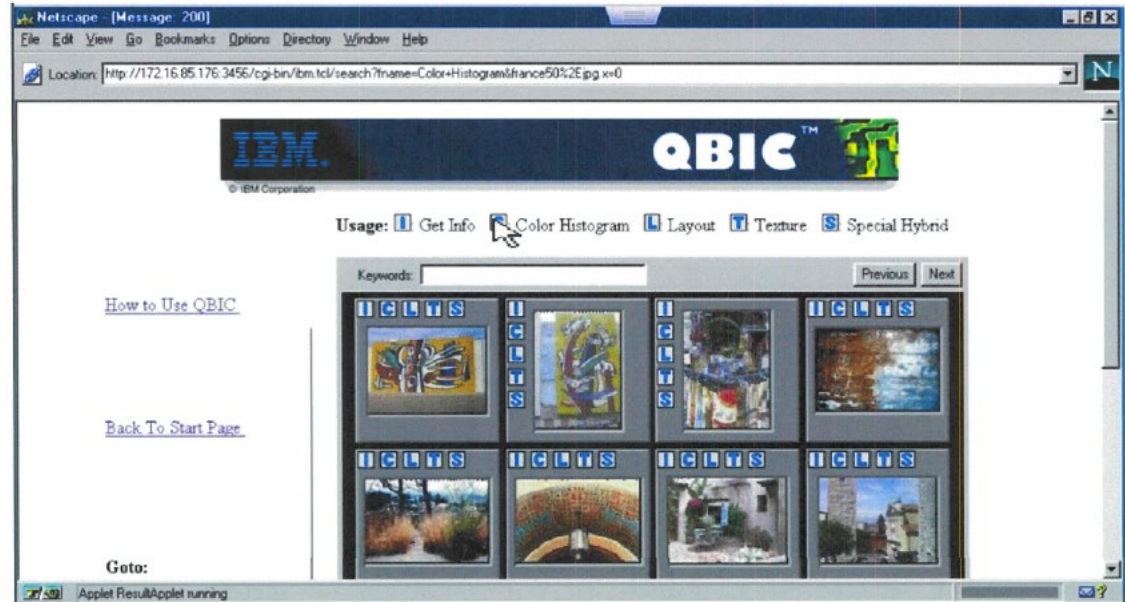 Netscape - [Message: 200]
File Edit View Go Bookmarks Options Directory Window Help
Location: http://172.16.85.176:3456/cgi-bin/ibm.tcl/search?fname=Color+Histogram&france50%2Ejpg.x=0
N
IBM. QBIC™
© IBM Corporation
Usage: I: Get Info Color Histogram L: Layout T: Texture S: Special Hybrid
Keywords: Previous Next
How to Use QBIC
I C L T S I C L T S I C L T S I C L T S
Back To Start Page
I C L T S I C L T S I C L T S I C L T S
Goto:
Applet ResultApplet running